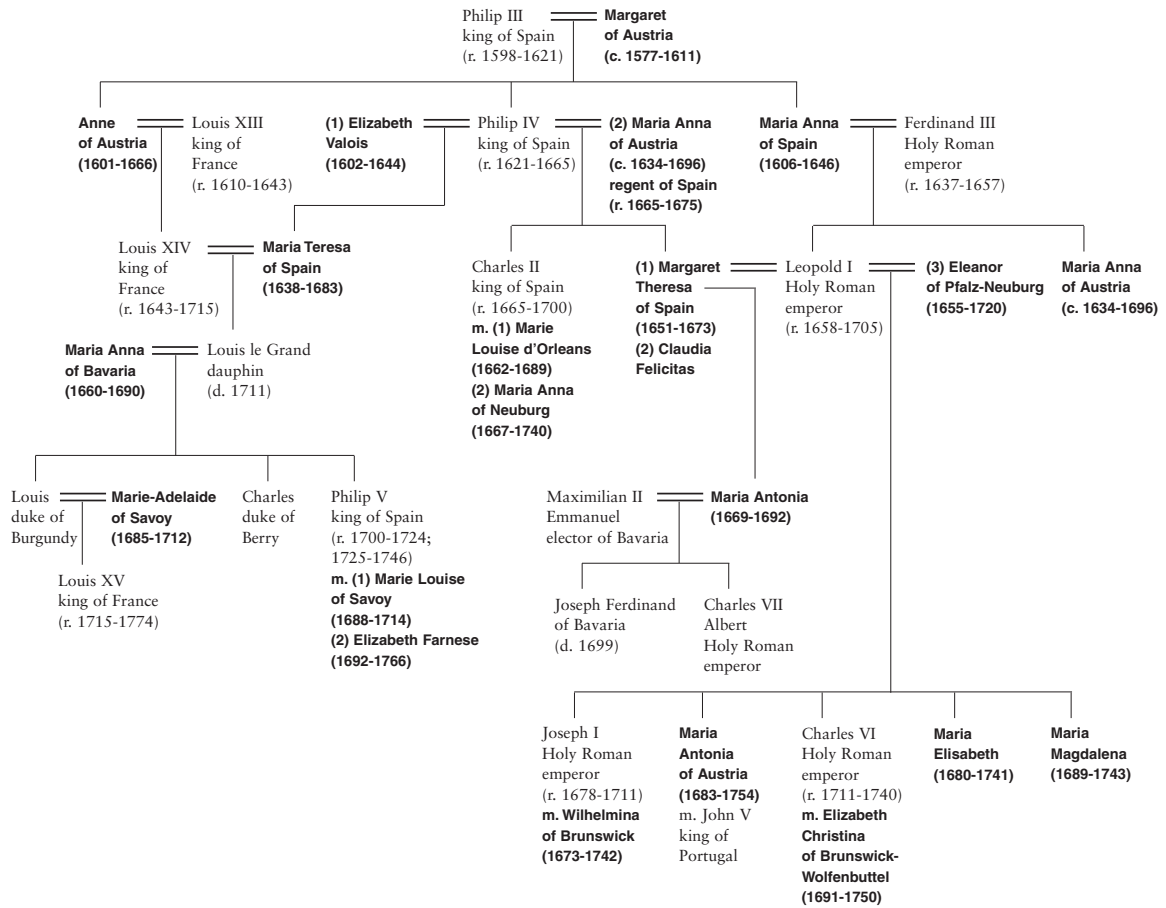 Philip III
king of Spain
(r. 1598-1621)
Margaret
of Austria
(c. 1577-1611)
Anne
of Austria
(1601-1666)
Louis XIII
king of
France
(r. 1610-1643)
(1) Elizabeth
Valois
(1602-1644)
Philip IV
king of Spain
(r. 1621-1665)
(2) Maria Anna
of Austria
(c. 1634-1696)
regent of Spain
(r. 1665-1675)
Maria Anna
of Spain
(1606-1646)
Ferdinand III
Holy Roman
emperor
(r. 1637-1657)
Louis XIV
king of
France
(r. 1643-1715)
Maria Teresa
of Spain
(1638-1683)
Charles II
king of Spain
(r. 1665-1700)
m. (1) Marie
Louise d'Orleans
(1662-1689)
(2) Maria Anna
of Neuburg
(1667-1740)
(1) Margaret
Theresa
of Spain
(1651-1673)
(2) Claudia
Felicitas
Leopold I
Holy Roman
emperor
(r. 1658-1705)
(3) Eleanor
of Pfalz-Neuburg
(1655-1720)
Maria Anna
of Austria
(c. 1634-1696)
Maria Anna
of Bavaria
(1660-1690)
Louis le Grand
dauphin
(d. 1711)
Louis
duke of
Burgundy
Marie-Adelaide
of Savoy
(1685-1712)
Charles
duke of
Berry
Philip V
king of Spain
(r. 1700-1724;
1725-1746)
m. (1) Marie Louise
of Savoy
(1688-1714)
(2) Elizabeth Farnese
(1692-1766)
Maximilian II
Emmanuel
elector of Bavaria
Maria Antonia
(1669-1692)
Louis XV
king of France
(r. 1715-1774)
Joseph Ferdinand
of Bavaria
(d. 1699)
Charles VII
Albert
Holy Roman
emperor
Joseph I
Holy Roman
emperor
(r. 1678-1711)
m. Wilhelmina
of Brunswick
(1673-1742)
Maria
Antonia
of Austria
(1683-1754)
m. John V
king of
Portugal
Charles VI
Holy Roman
emperor
(r. 1711-1740)
m. Elizabeth
Christina
of Brunswick-
Wolfenbuttel
(1691-1750)
Maria
Elisabeth
(1680-1741)
Maria
Magdalena
(1689-1743)